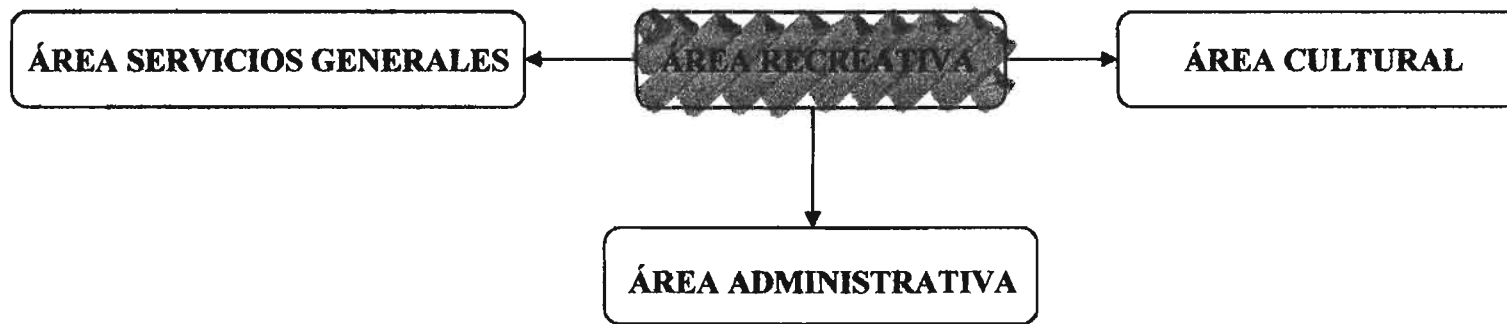 ÁREA SERVICIOS GENERALES
ÁREA RECREATIVA
ÁREA CULTURAL
ÁREA ADMINISTRATIVA